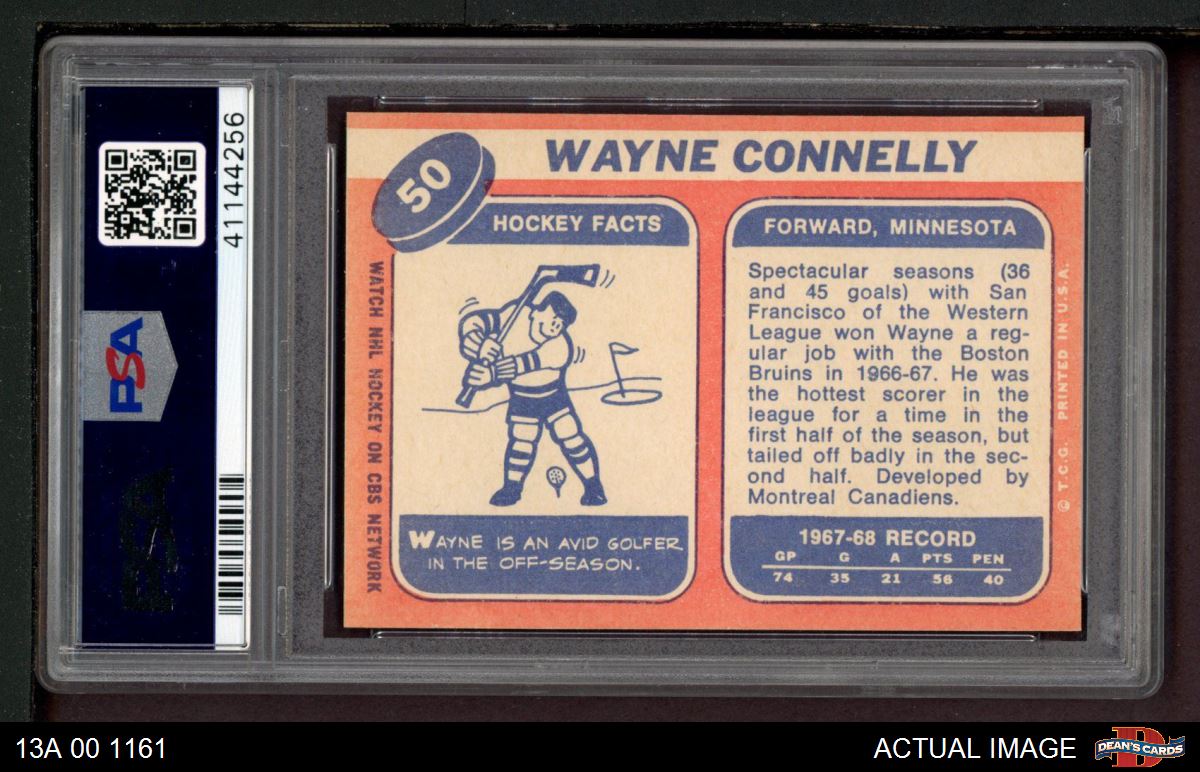 41144256
PSA
PSA
50
WAYNE CONNELLY
HOCKEY FACTS
WATCH NHL HOCKEY ON CBS NETWORK
WAYNE IS AN AVID GOLFER
IN THE OFF-SEASON.
FORWARD, MINNESOTA
Spectacular seasons (36
and 45 goals) with San
Francisco of the Western
League won Wayne a reg-
ular job with the Boston
Bruins in 1966-67. He was
the hottest scorer in the
league for a time in the
first half of the season, but
tailed off badly in the sec-
ond half. Developed by
Montreal Canadiens.
1967-68 RECORD
GP G A PTS PEN
74 35 21 56 40
© T.C.G. PRINTED IN U.S.A.
13A 00 1161
ACTUAL IMAGE
D
DEAN'S CARDS